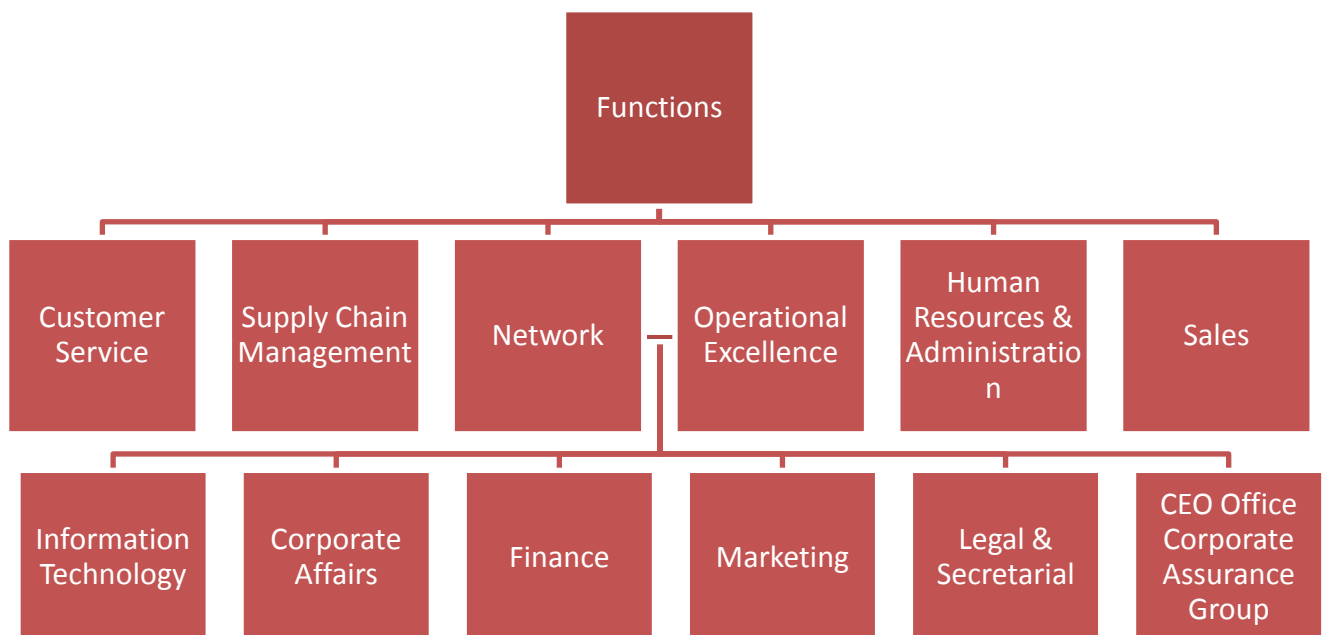 Functions
Customer
Service
Supply Chain
Management
Network
Operational
Excellence
Human
Resources &
Administratio
n
Sales
Information
Technology
Corporate
Affairs
Finance
Marketing
Legal &
Secretarial
CEO Office
Corporate
Assurance
Group